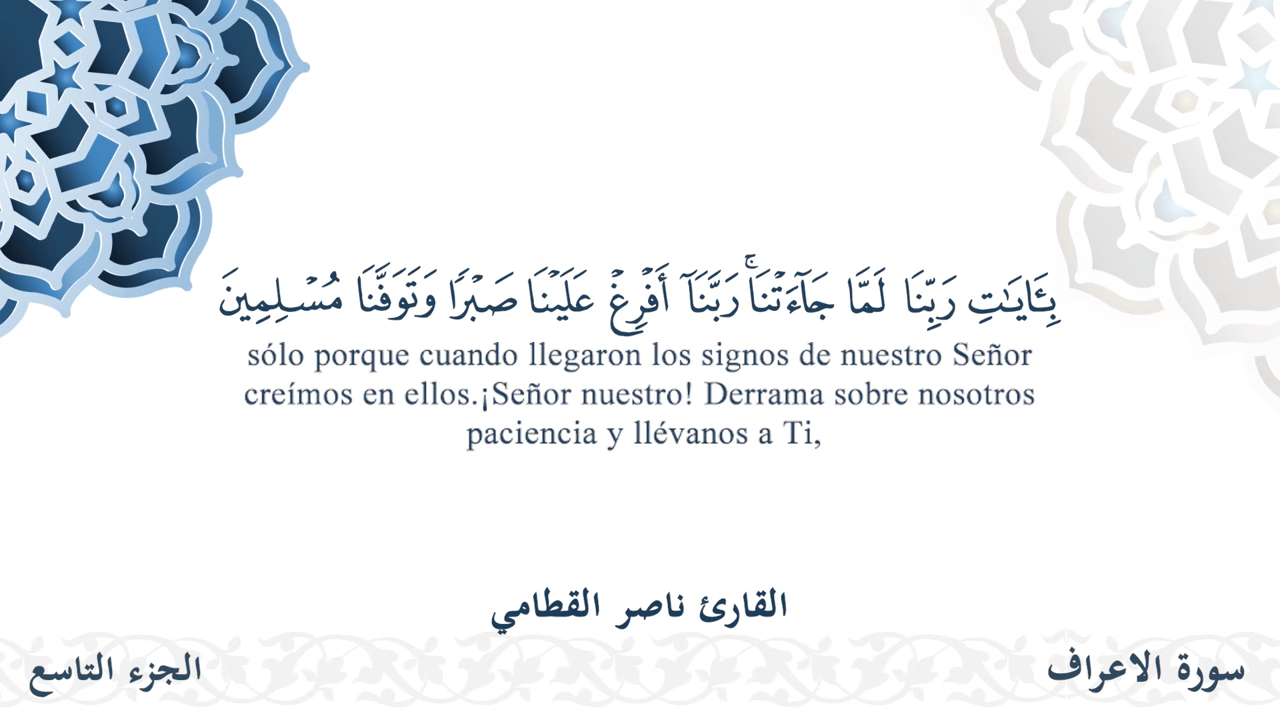 بِـَٔايَٰتِ رَبِّنَا لَمَّا جَآءَتْنَا ۚ رَبَّنَآ أَفْرِغْ عَلَيْنَا صَبْرًا وَتَوَفَّنَا مُسْلِمِينَ
sólo porque cuando llegaron los signos de nuestro Señor
creímos en ellos.¡Señor nuestro! Derrama sobre nosotros
paciencia y llévanos a Ti,
القارئ ناصر القطامي
سورة الاعراف
الجزء التاسع